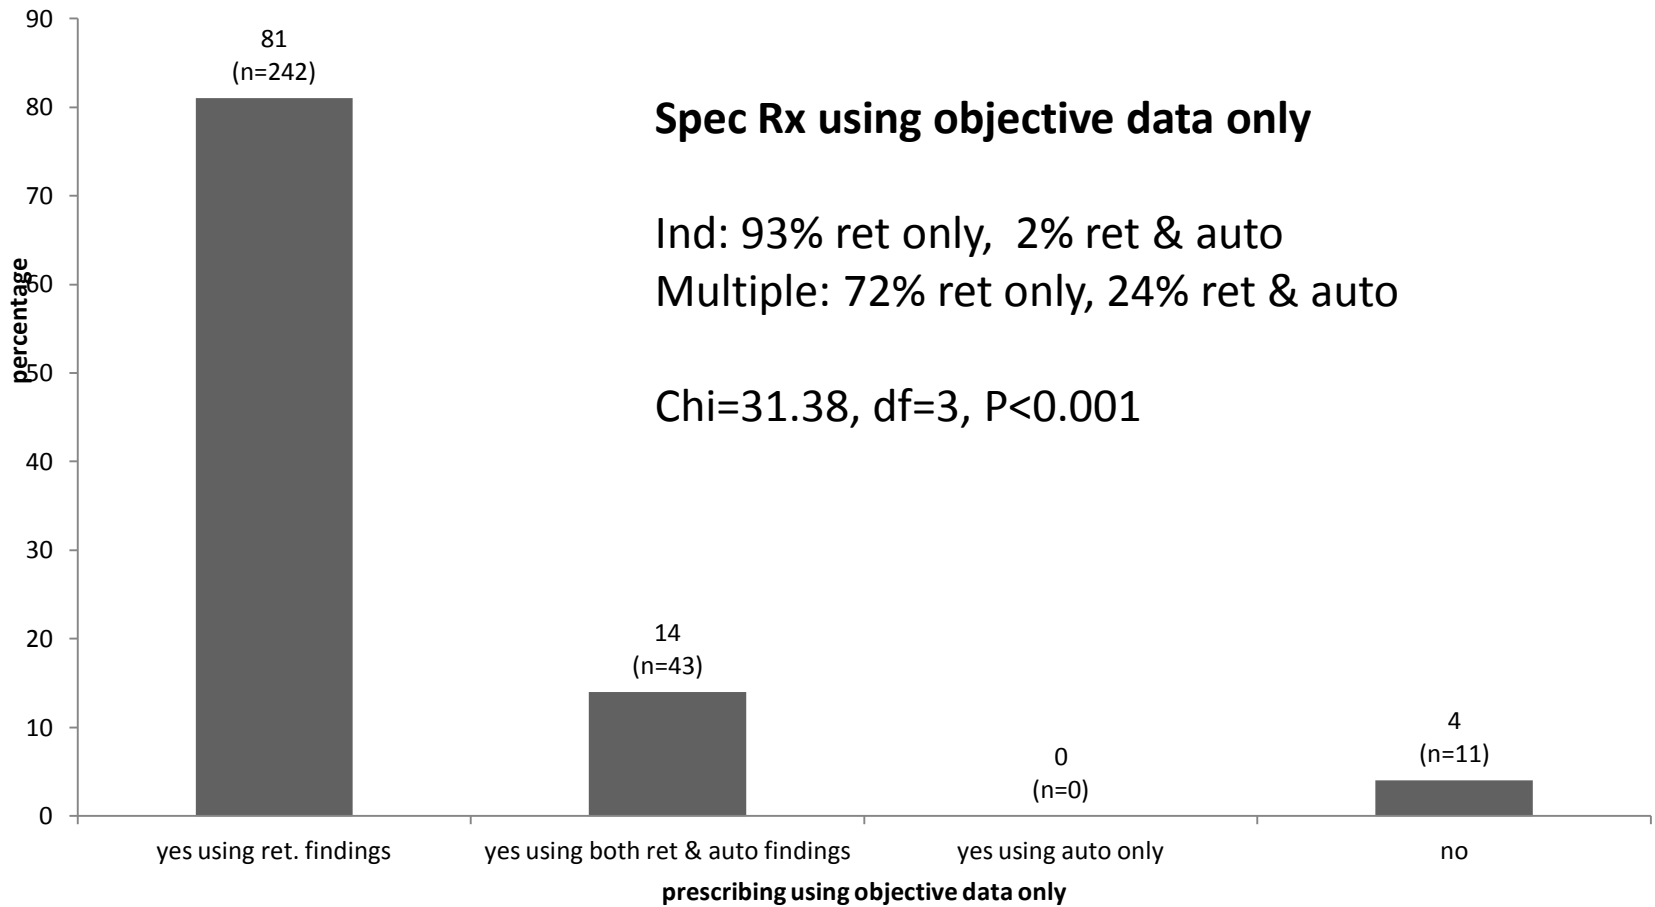 90
80
70
60
50
40
30
20
10
0
percentage
81
(n=242)
14
(n=43)
0
(n=0)
4
(n=11)
Spec Rx using objective data only
Ind: 93% ret only,  2% ret & auto
Multiple: 72% ret only, 24% ret & auto
Chi=31.38, df=3, P<0.001
yes using ret. findings
yes using both ret & auto findings
yes using auto only
no
prescribing using objective data only